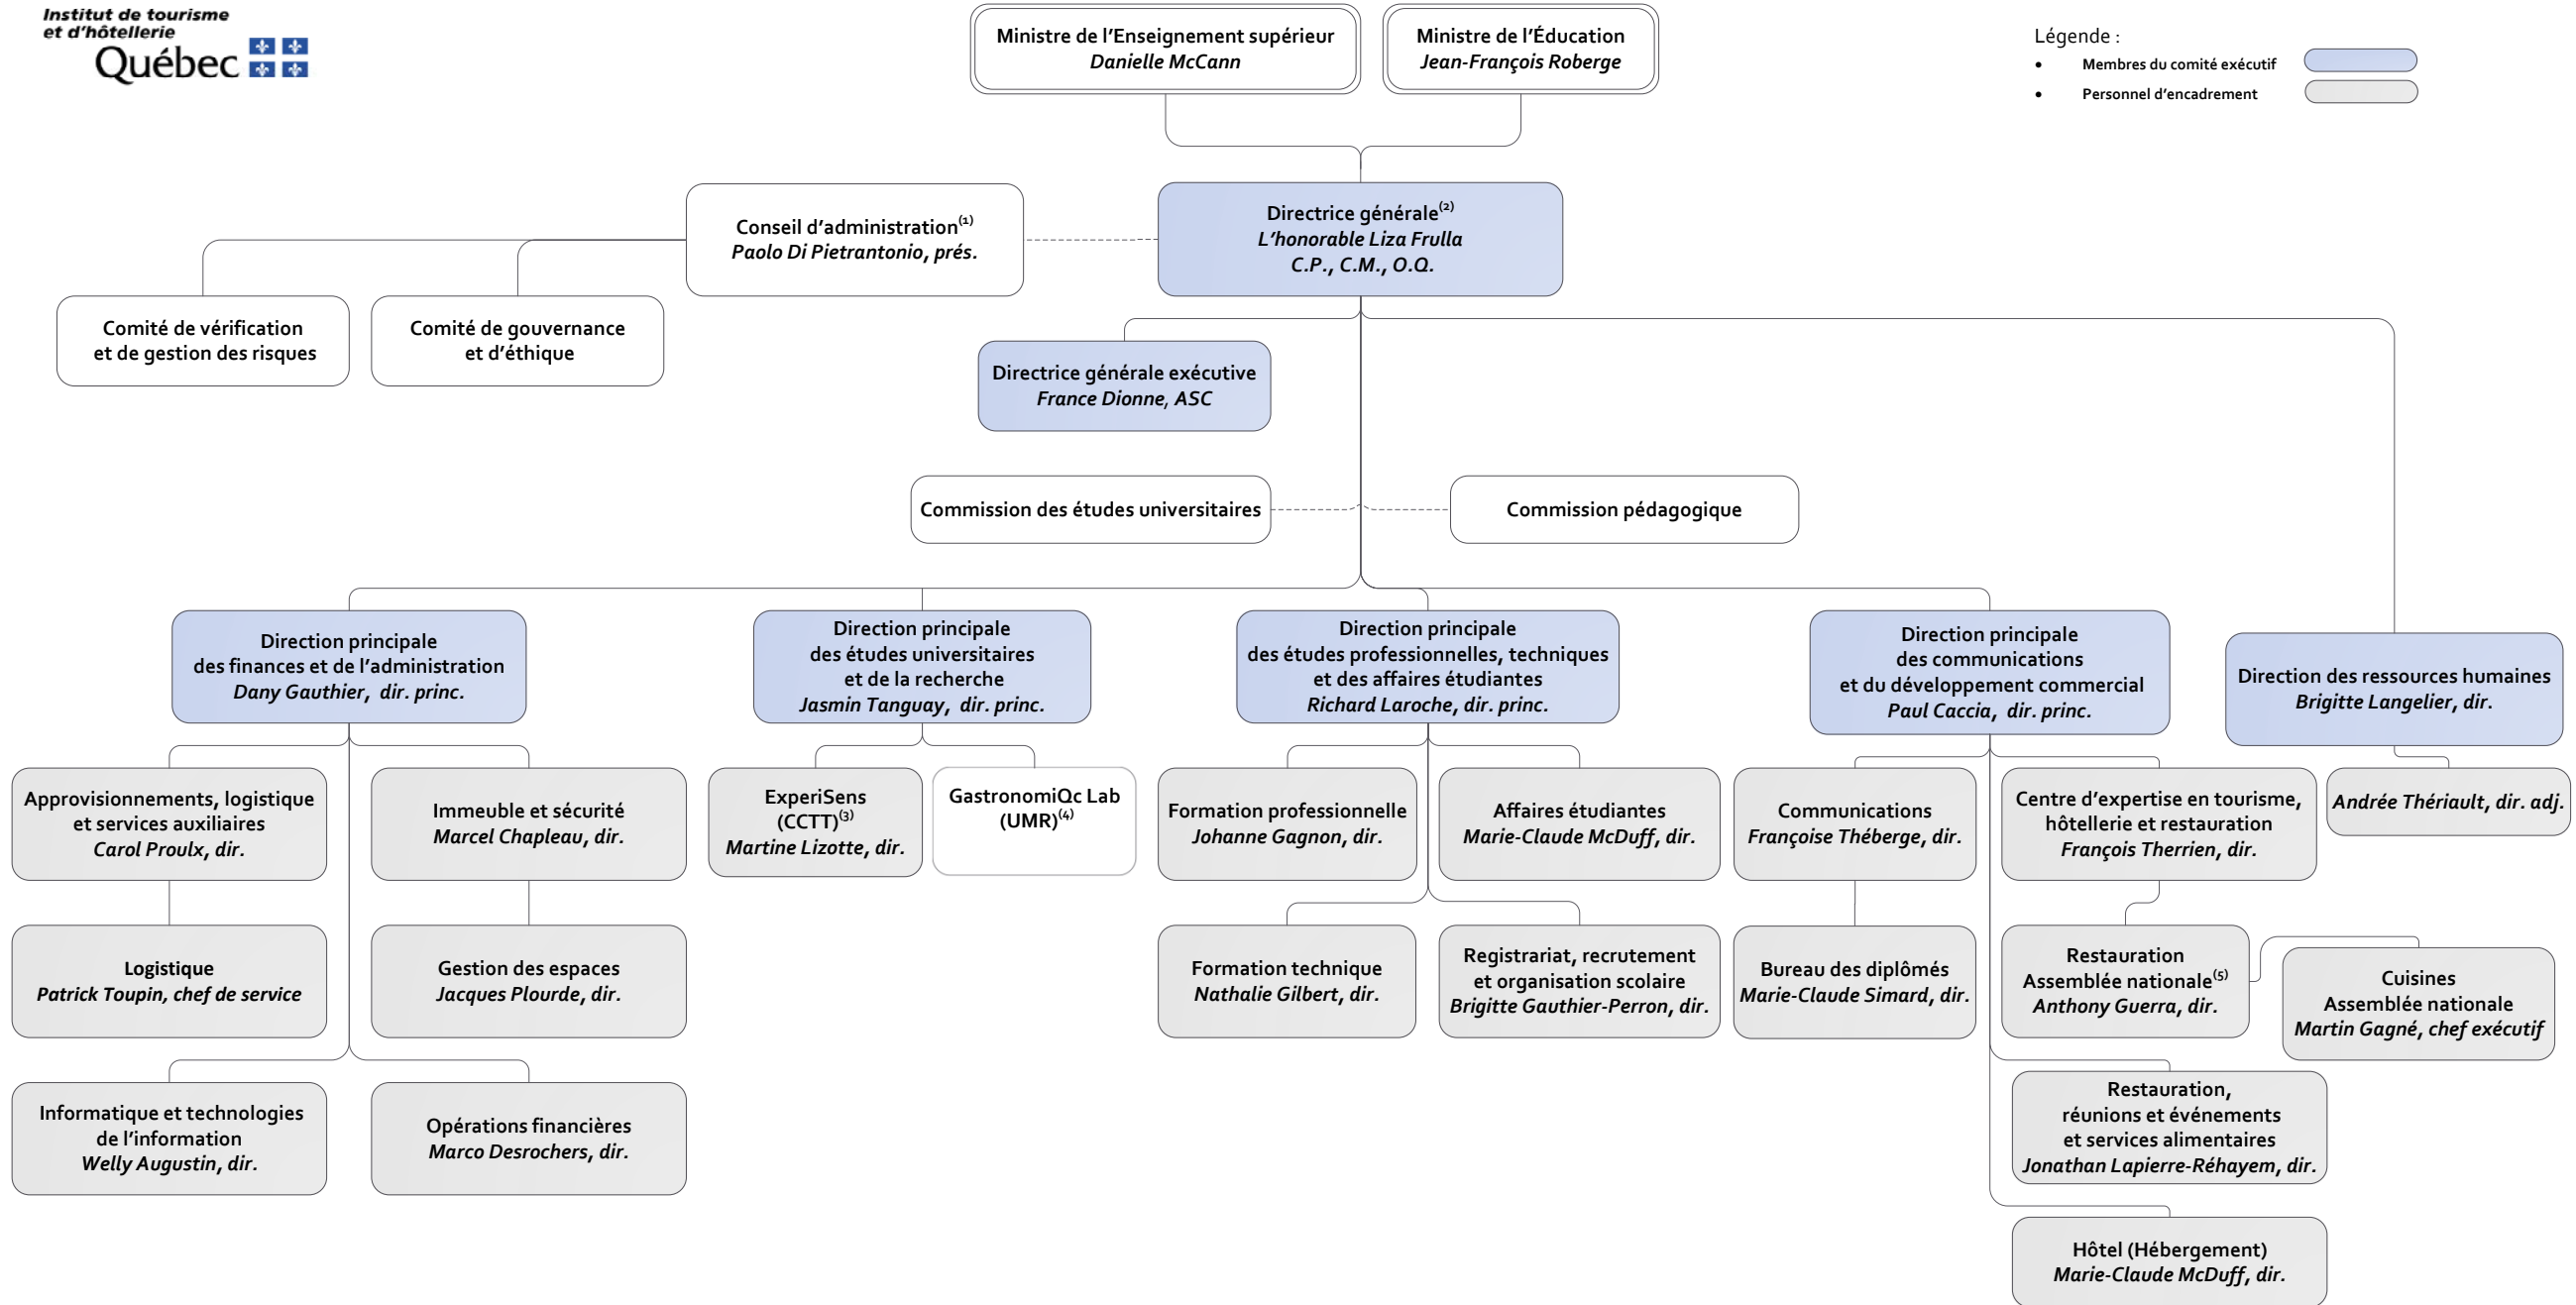 Institut de tourisme
et d'hôtellerie
Québec
Ministre de l'Enseignement supérieur
Danielle McCann
Ministre de l'Éducation
Jean-François Roberge
Légende :
• Membres du comité exécutif
• Personnel d'encadrement
Conseil d'administration(1)
Paolo Di Pietrantonio, prés.
Directrice générale(2)
L'honorable Liza Frulla
C.P., C.M., O.Q.
Comité de vérification
et de gestion des risques
Comité de gouvernance
et d'éthique
Directrice générale exécutive
France Dionne, ASC
Commission des études universitaires
Commission pédagogique
Direction principale
des finances et de l'administration
Dany Gauthier, dir. princ.
Direction principale
des études universitaires
et de la recherche
Jasmin Tanguay, dir. princ.
Direction principale
des études professionnelles, techniques
et des affaires étudiantes
Richard Laroche, dir. princ.
Direction principale
des communications
et du développement commercial
Paul Caccia, dir. princ.
Direction des ressources humaines
Brigitte Langelier, dir.
Approvisionnements, logistique
et services auxiliaires
Carol Proulx, dir.
Immeuble et sécurité
Marcel Chapleau, dir.
ExperiSens
(CCTT)(3)
Martine Lizotte, dir.
GastronomiQc Lab
(UMR)(4)
Formation professionnelle
Johanne Gagnon, dir.
Affaires étudiantes
Marie-Claude McDuff, dir.
Communications
Françoise Théberge, dir.
Centre d'expertise en tourisme,
hôtellerie et restauration
François Therrien, dir.
Andrée Thériault, dir. adj.
Logistique
Patrick Toupin, chef de service
Gestion des espaces
Jacques Plourde, dir.
Formation technique
Nathalie Gilbert, dir.
Registrariat, recrutement
et organisation scolaire
Brigitte Gauthier-Perron, dir.
Bureau des diplômés
Marie-Claude Simard, dir.
Restauration
Assemblée nationale(5)
Anthony Guerra, dir.
Cuisines
Assemblée nationale
Martin Gagné, chef exécutif
Informatique et technologies
de l'information
Welly Augustin, dir.
Opérations financières
Marco Desrochers, dir.
Restauration,
réunions et événements
et services alimentaires
Jonathan Lapierre-Réhayem, dir.
Hôtel (Hébergement)
Marie-Claude McDuff, dir.